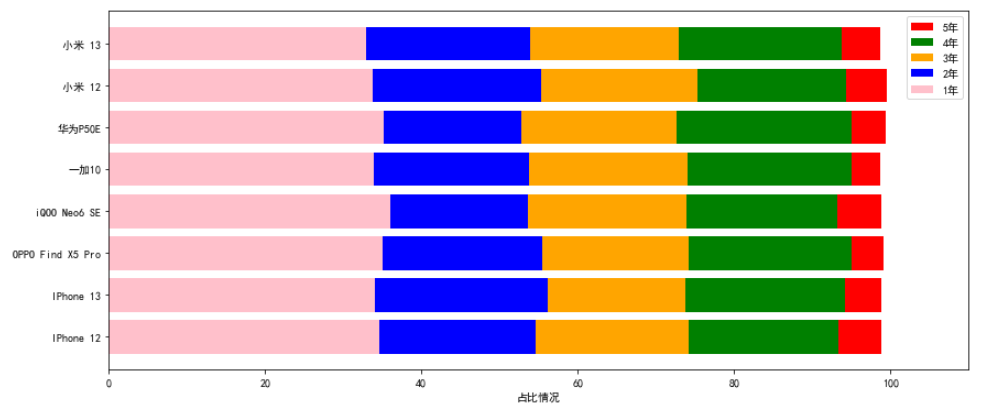 小米 13
小米 12
华为P50E
一加10
iQOO Neo6 SE
OPPO Find X5 Pro
IPhone 13
IPhone 12
5年
4年
3年
2年
1年
0 20 40 60 80 100
占比情况